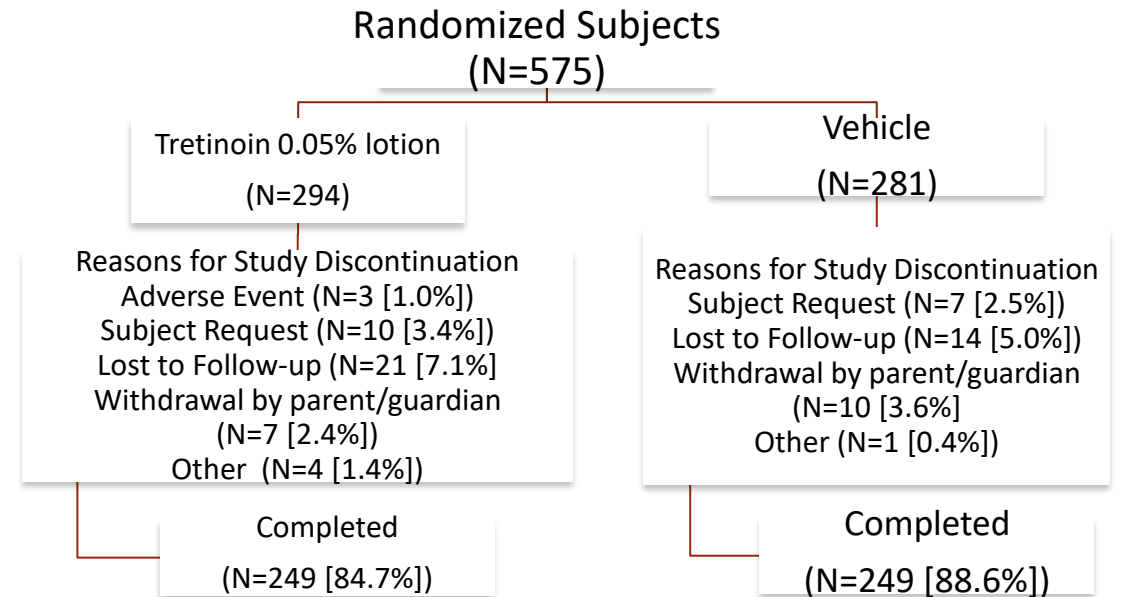 Randomized Subjects
(N=575)
Tretinoin 0.05% lotion
(N=294)
Vehicle
(N=281)
Reasons for Study Discontinuation
Adverse Event (N=3 [1.0%])
Subject Request (N=10 [3.4%])
Lost to Follow-up (N=21 [7.1%]
Withdrawal by parent/guardian
(N=7 [2.4%])
Other (N=4 [1.4%])
Reasons for Study Discontinuation
Subject Request (N=7 [2.5%])
Lost to Follow-up (N=14 [5.0%])
Withdrawal by parent/guardian
(N=10 [3.6%]
Other (N=1 [0.4%])
Completed
(N=249 [84.7%])
Completed
(N=249 [88.6%])